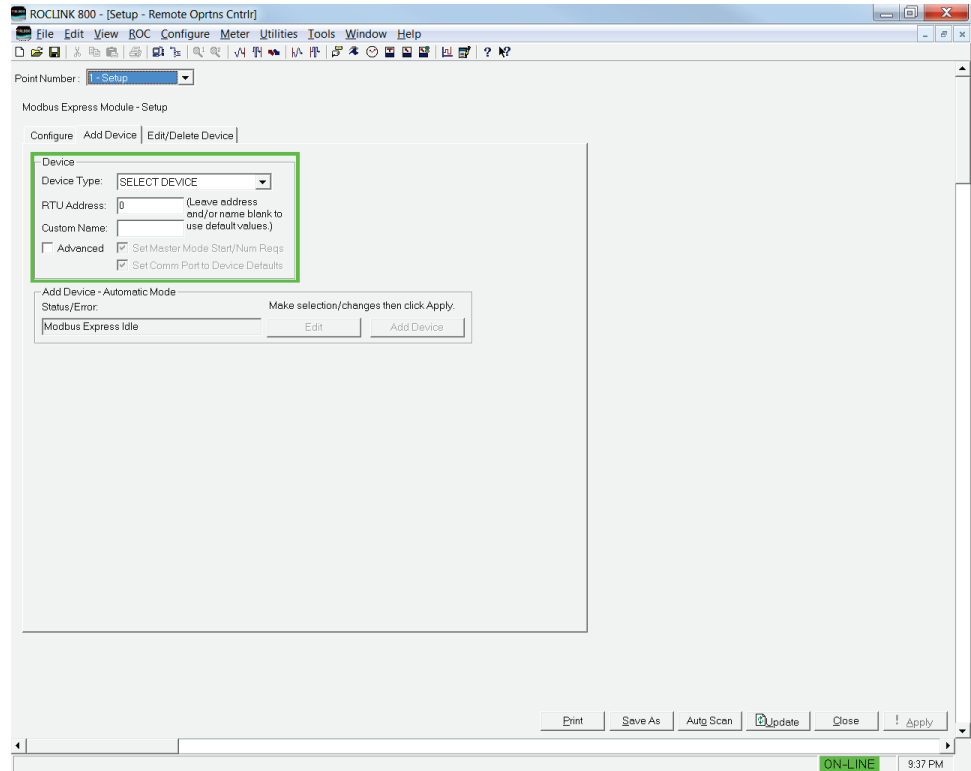 ROCLINK 800 - [Setup - Remote Oprtns Cntrlr]
File Edit View ROC Configure Meter Utilities Tools Window Help
Point Number: 1 - Setup
Modbus Express Module - Setup
Configure Add Device Edit/Delete Device
Device
Device Type: SELECT DEVICE
RTU Address: 0 (Leave address
and/or name blank to
Custom Name: use default values.)
Advanced Set Master Mode Start/Num Regs
Set Comm Port to Device Defaults
Add Device - Automatic Mode
Status/Error: Make selection/changes then click Apply.
Modbus Express Idle Edit Add Device
Print Save As Auto Scan Update Close ! Apply
ON-LINE 9:37 PM